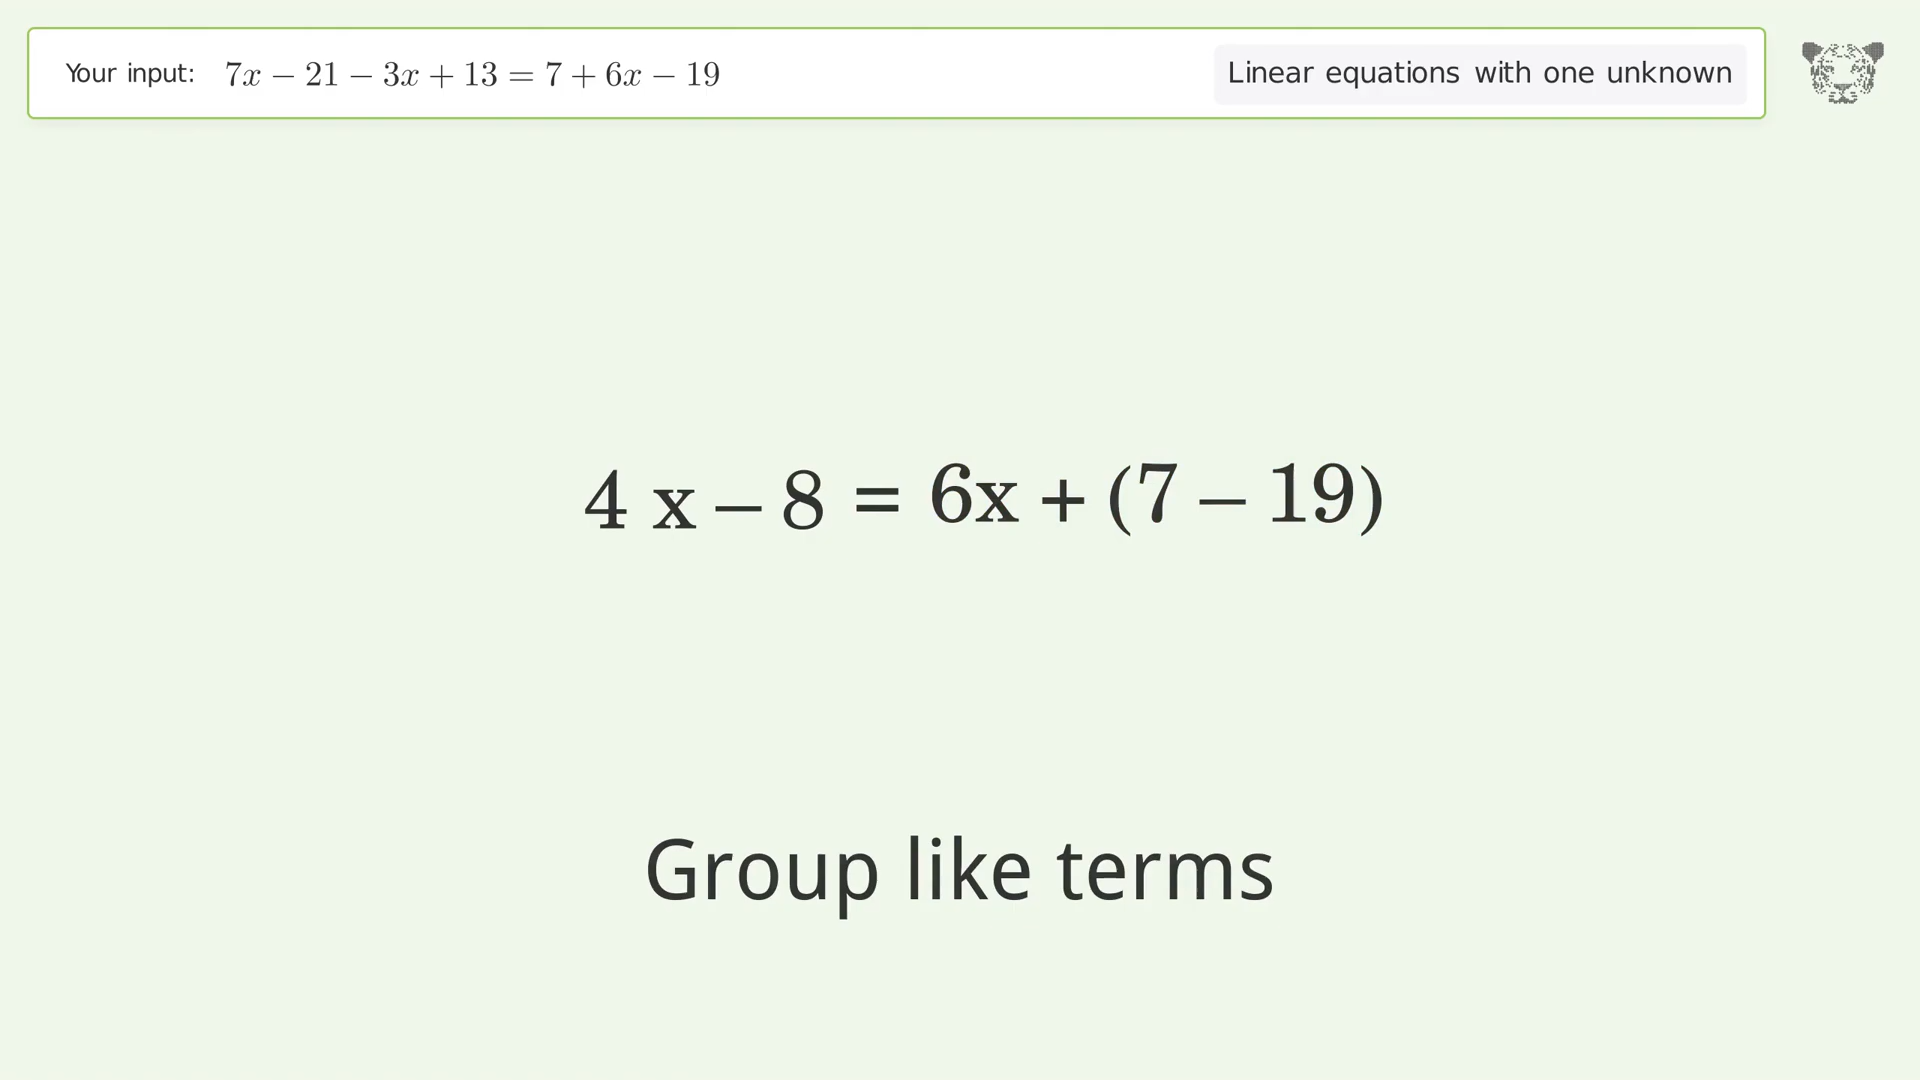 Your input: 7x − 21 − 3x + 13 = 7 + 6x − 19 Linear equations with one unknown
4 x – 8 = 6x + (7 – 19)
Group like terms